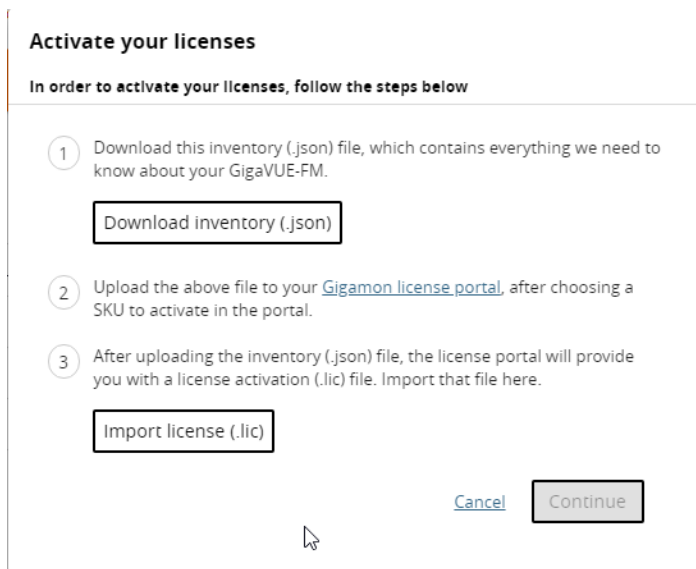 Activate your licenses
In order to activate your licenses, follow the steps below
1
Download this inventory (.json) file, which contains everything we need to
know about your GigaVUE-FM.
Download inventory (.json)
2
Upload the above file to your Gigamon license portal, after choosing a
SKU to activate in the portal.
3
After uploading the inventory (.json) file, the license portal will provide
you with a license activation (.lic) file. Import that file here.
Import license (.lic)
Cancel
Continue